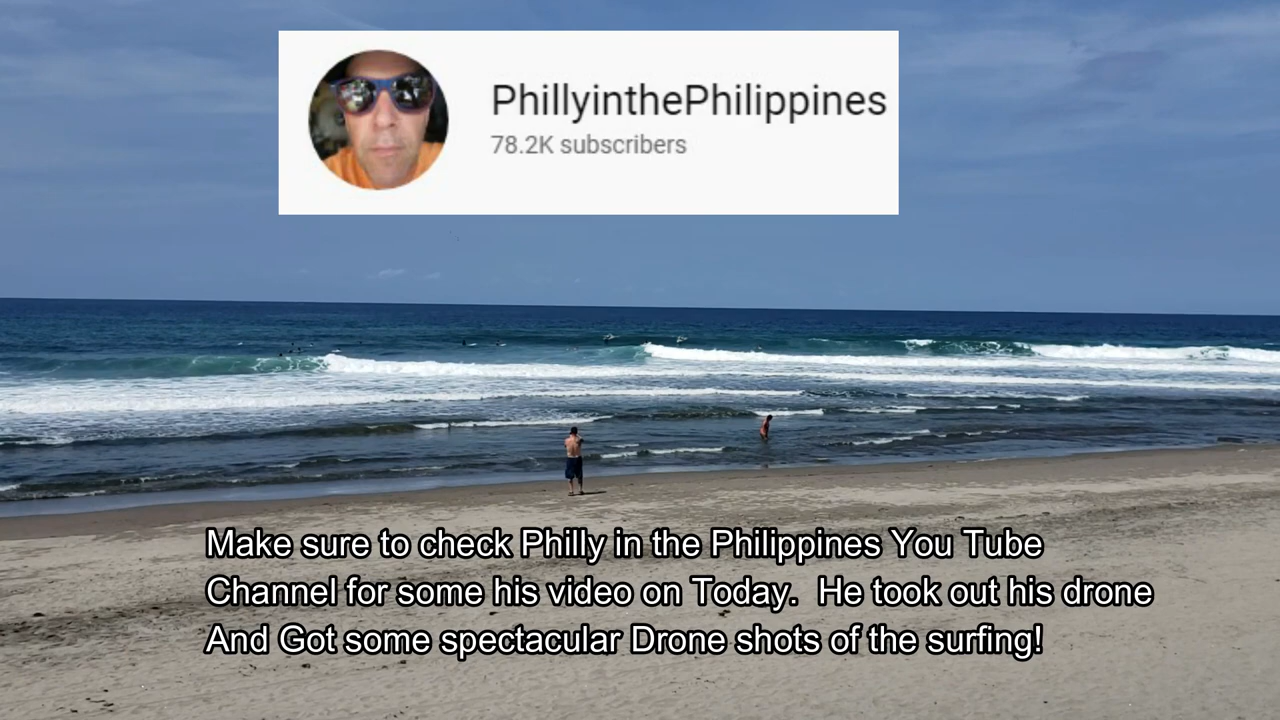 PhillyinthePhilippines
78.2K subscribers
Make sure to check Philly in the Philippines You Tube
Channel for some his video on Today.  He took out his drone
And Got some spectacular Drone shots of the surfing!